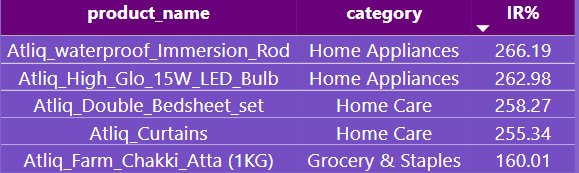 product_name category IR%
Atliq_waterproof_Immersion_Rod Home Appliances 266.19
Atliq_High_Glo_15W_LED_Bulb Home Appliances 262.98
Atliq_Double_Bedsheet_set Home Care 258.27
Atliq_Curtains Home Care 255.34
Atliq_Farm_Chakki_Atta (1KG) Grocery & Staples 160.01